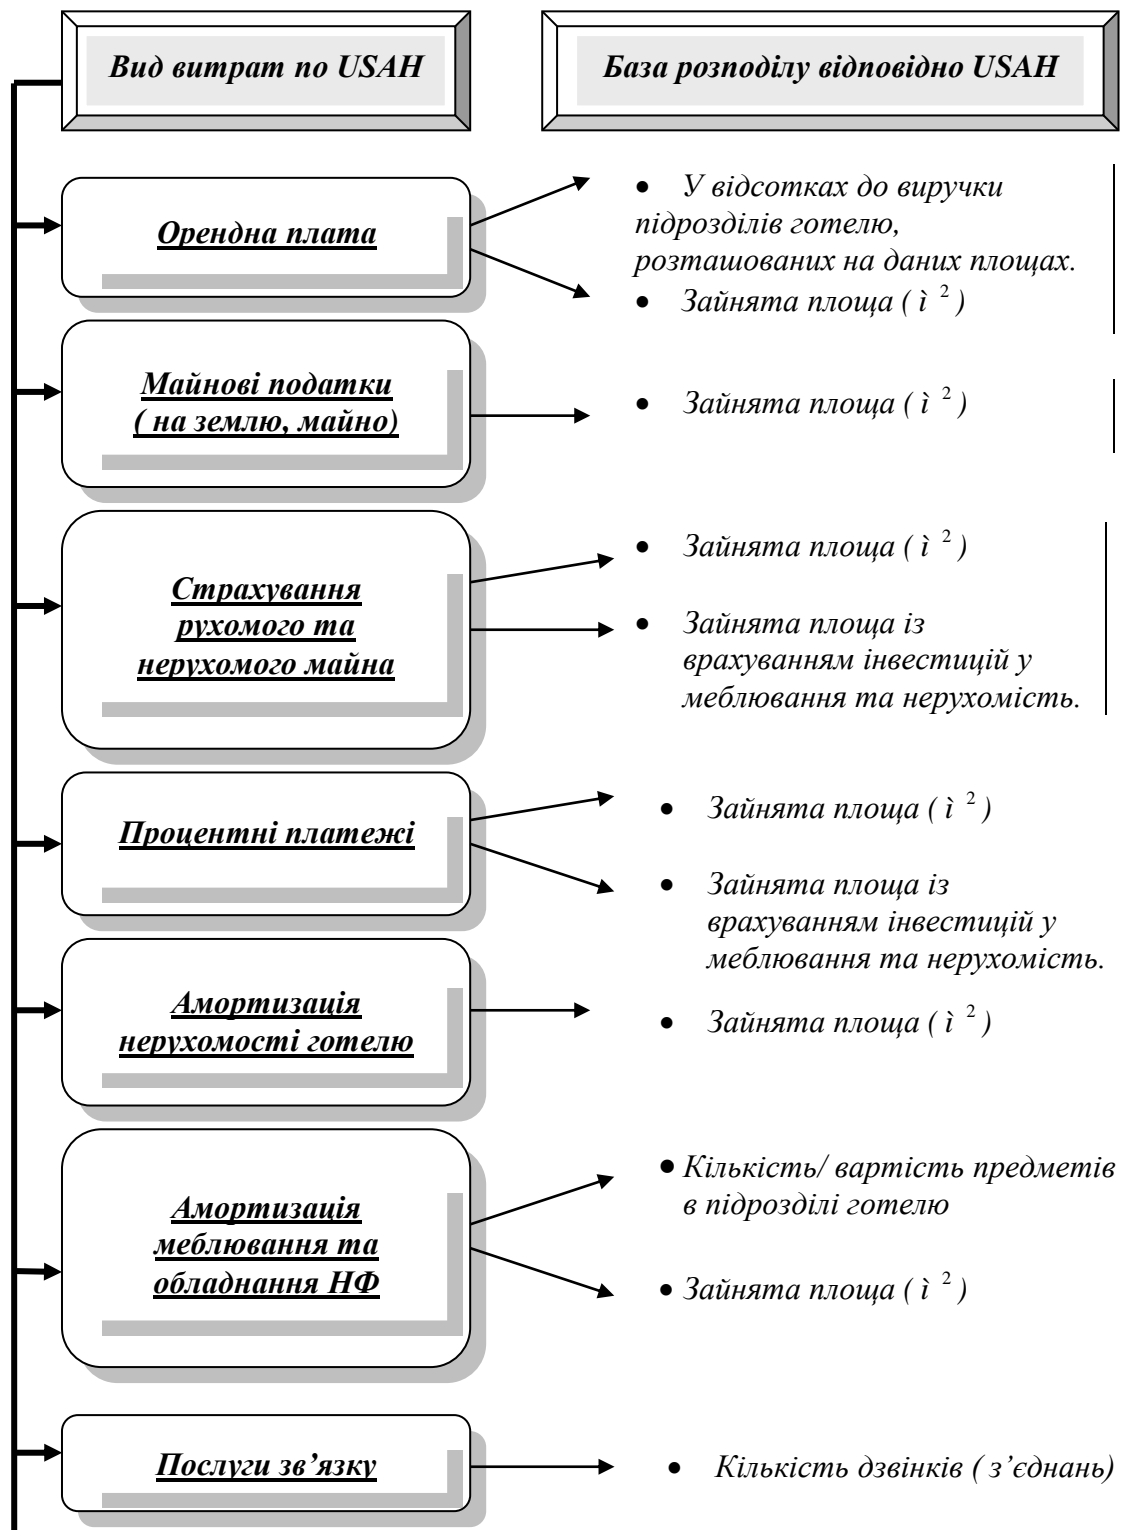 Вид витрат по USAH
База розподілу відповідно USAH
Орендна плата
• У відсотках до виручки
підрозділів готелю,
розташованих на даних площах.
• Зайнята площа ( ì ² )
Майнові податки
( на землю, майно)
• Зайнята площа ( ì ² )
Страхування
рухомого та
нерухомого майна
• Зайнята площа ( ì ² )
• Зайнята площа із
врахуванням інвестицій у
меблювання та нерухомість.
Процентні платежі
• Зайнята площа ( ì ² )
• Зайнята площа із
врахуванням інвестицій у
меблювання та нерухомість.
Амортизація
нерухомості готелю
• Зайнята площа ( ì ² )
Амортизація
меблювання та
обладнання НФ
• Кількість/ вартість предметів
в підрозділі готелю
• Зайнята площа ( ì ² )
Послуги зв’язку
• Кількість дзвінків ( з’єднань)